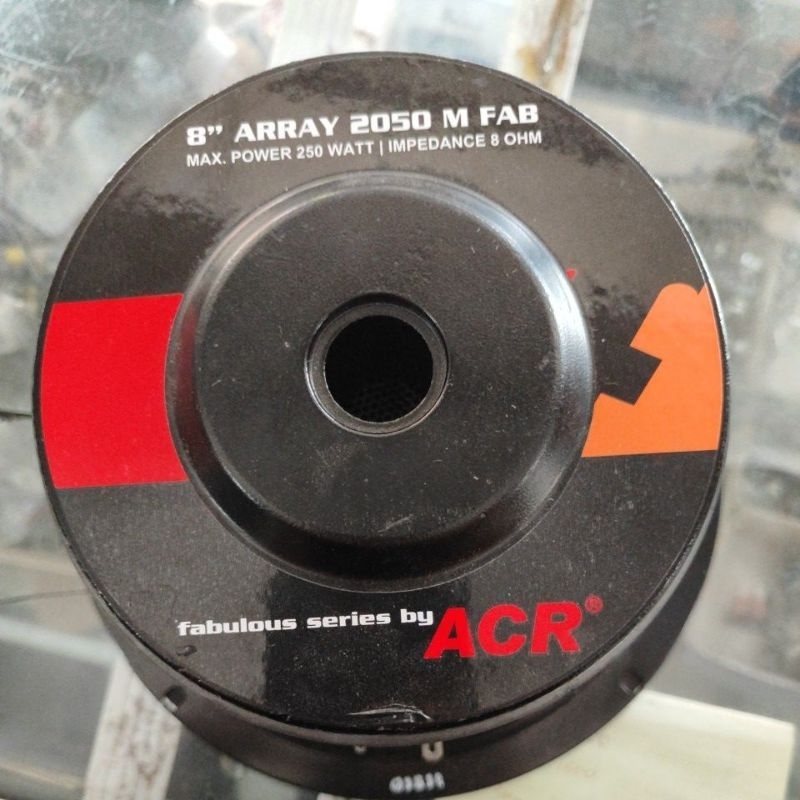 8” ARRAY 2050 M FAB
MAX. POWER 250 WATT | IMPEDANCE 8 OHM
fabulous series by ACR®